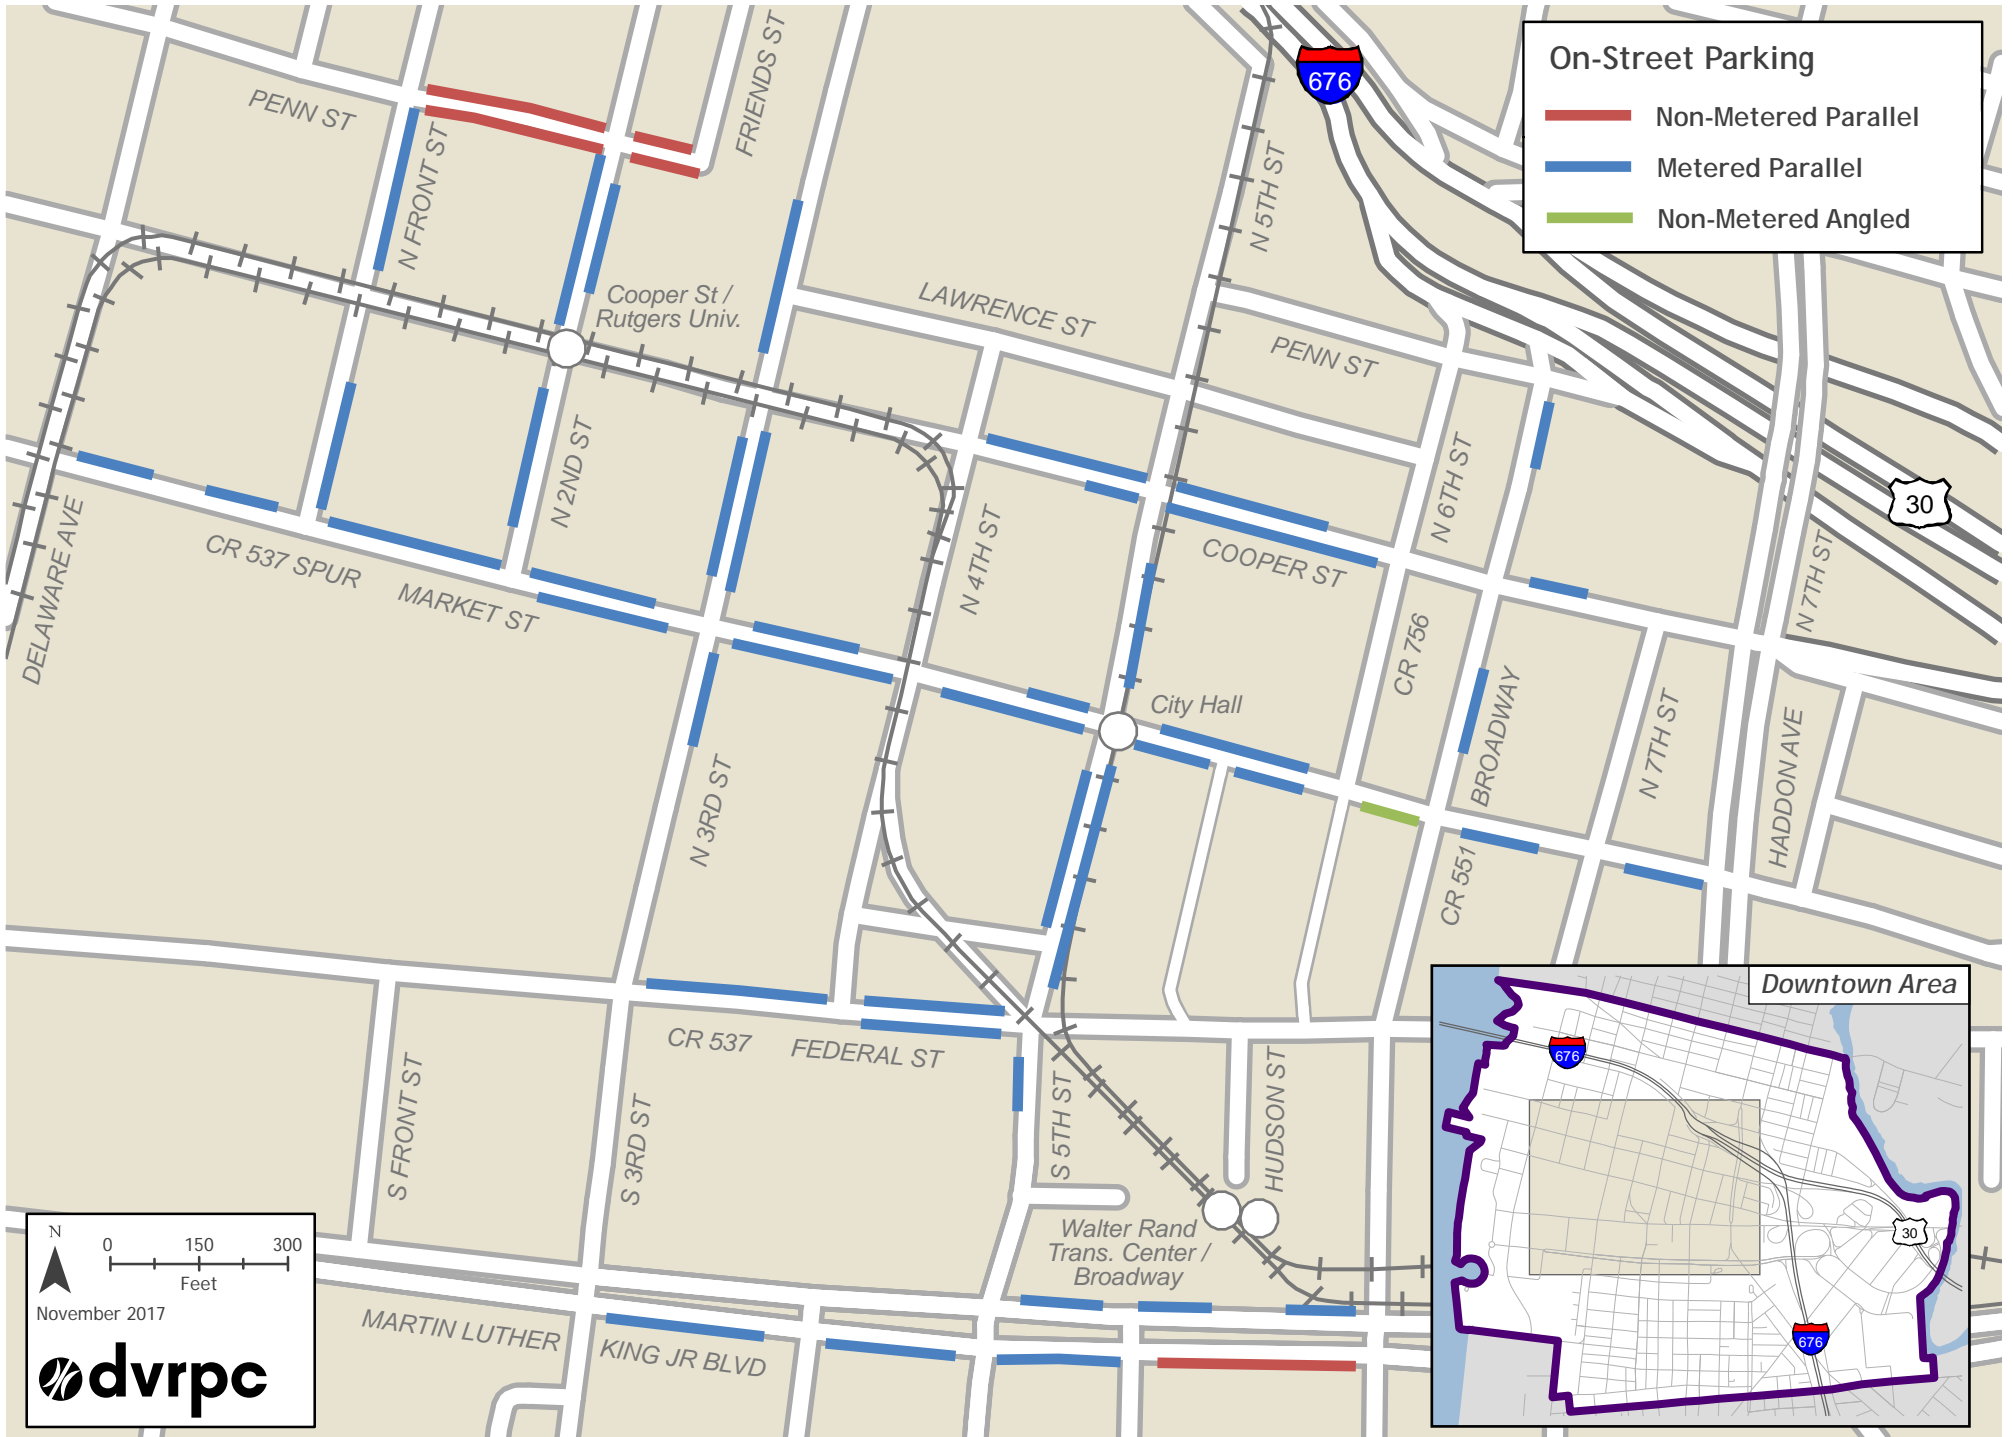 On-Street Parking
Non-Metered Parallel
Metered Parallel
Non-Metered Angled
676
30
PENN ST
N FRONT ST
FRIENDS ST
N 5TH ST
Cooper St /
Rutgers Univ.
LAWRENCE ST
PENN ST
N 2ND ST
N 6TH ST
N 4TH ST
COOPER ST
DELAWARE AVE
CR 537 SPUR
MARKET ST
N 7TH ST
CR 756
City Hall
BROADWAY
N 7TH ST
HADDON AVE
N 3RD ST
CR 551
CR 537
FEDERAL ST
S FRONT ST
S 3RD ST
S 5TH ST
HUDSON ST
Walter Rand
Trans. Center /
Broadway
MARTIN LUTHER
KING JR BLVD
N
0 150 300
Feet
November 2017
dvrpc
Downtown Area
676
30
676